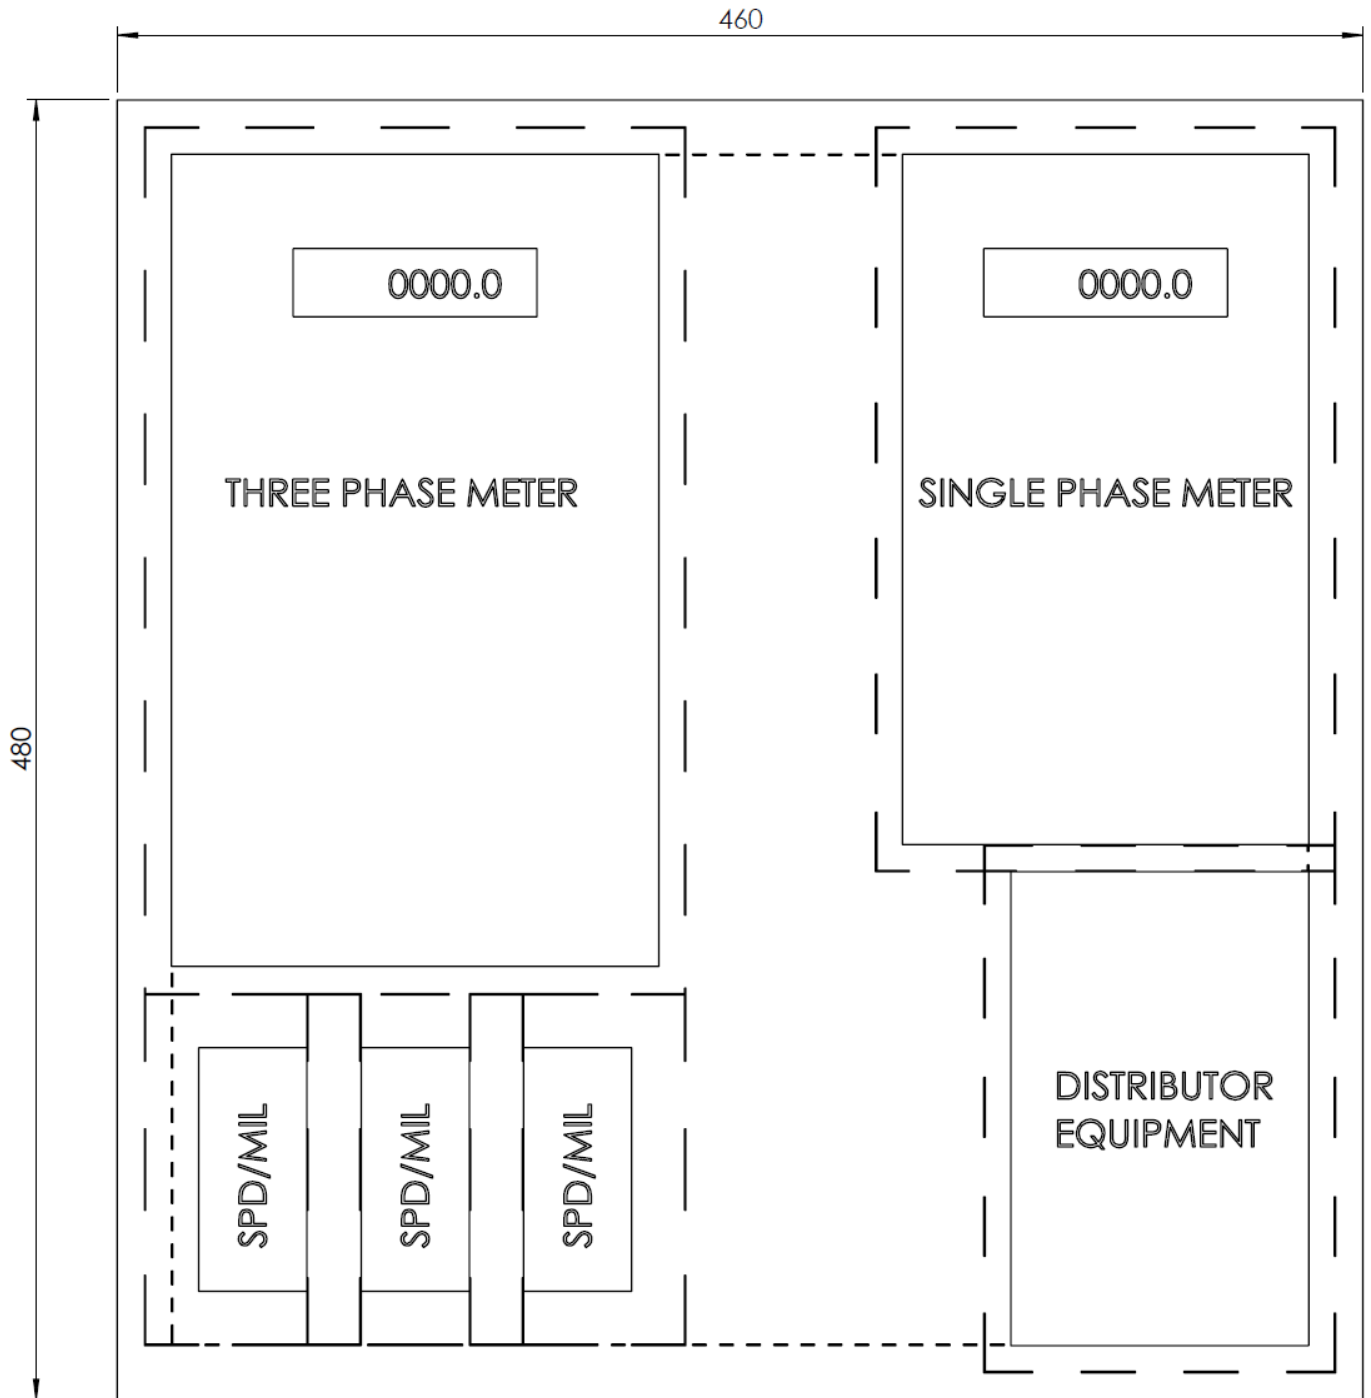 460
0000.0
0000.0
THREE PHASE METER
SINGLE PHASE METER
480
SPD/MIL
SPD/MIL
SPD/MIL
DISTRIBUTOR
EQUIPMENT